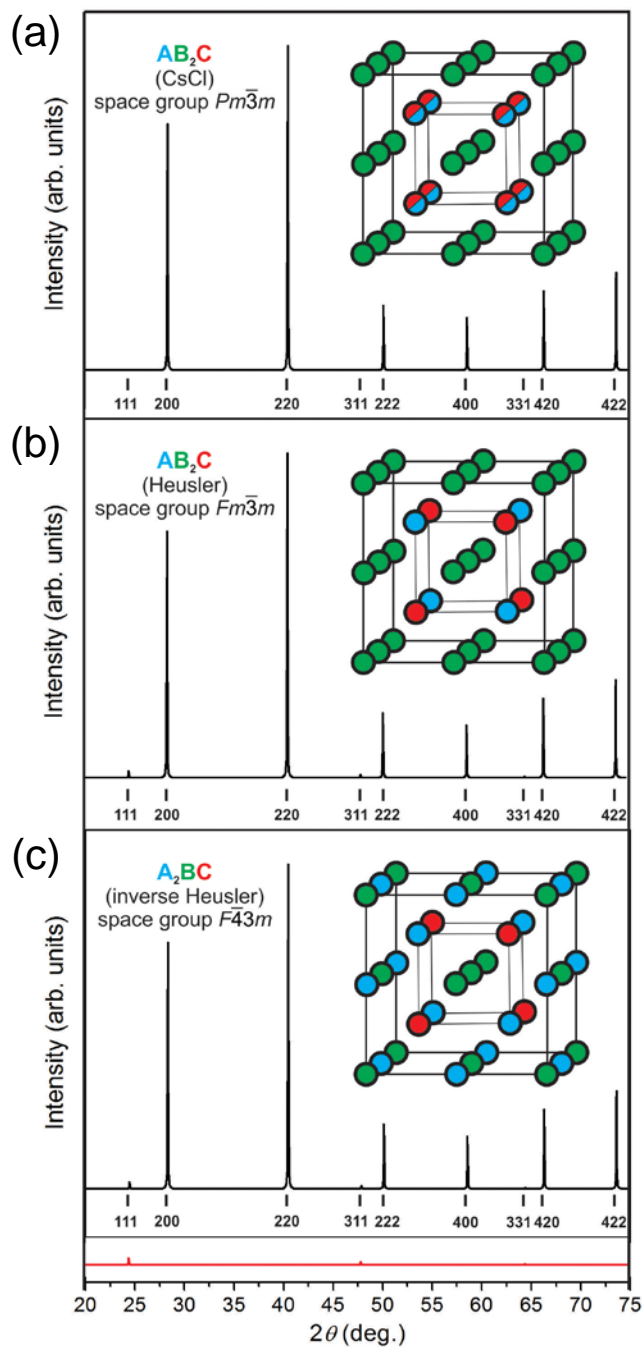 (a)
AB₂C
(CsCl)
space group Pm3̅m
Intensity (arb. units)
111 200 220 311 222 400 331 420 422
(b)
AB₂C
(Heusler)
space group Fm3̅m
Intensity (arb. units)
111 200 220 311 222 400 331 420 422
(c)
A₂BC
(inverse Heusler)
space group F4̅3m
Intensity (arb. units)
111 200 220 311 222 400 331 420 422
20 25 30 35 40 45 50 55 60 65 70 75
2θ (deg.)